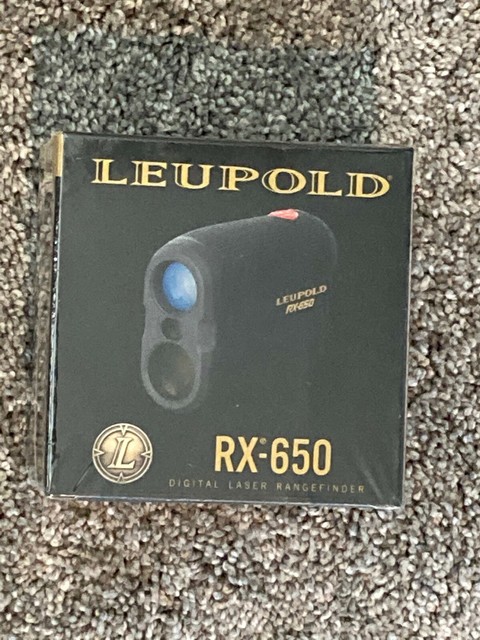 LEUPOLD®
LEUPOLD
RX-650
L
RX®-650
DIGITAL LASER RANGEFINDER